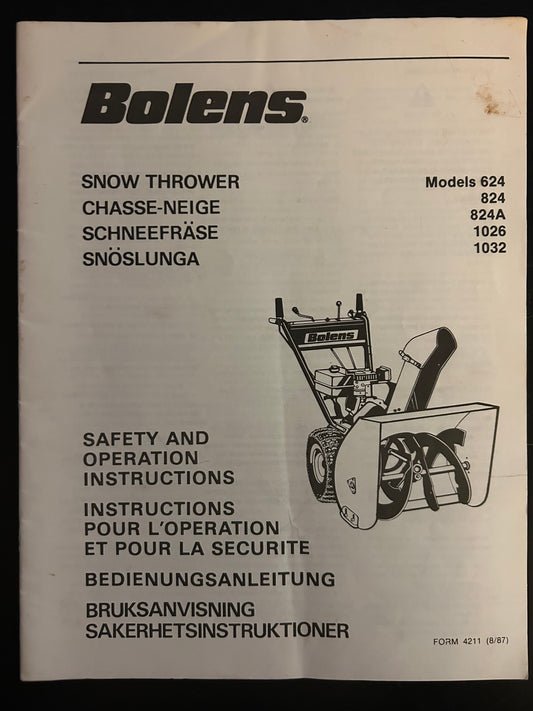 Bolens®
SNOW THROWER
CHASSE-NEIGE
SCHNEEFRÄSE
SNÖSLUNGA
Models 624
824
824A
1026
1032
Bolens
SAFETY AND
OPERATION
INSTRUCTIONS
INSTRUCTIONS
POUR L'OPERATION
ET POUR LA SECURITE
BEDIENUNGSANLEITUNG
BRUKSANVISNING
SAKERHETSINSTRUKTIONER
FORM 4211 (8/87)